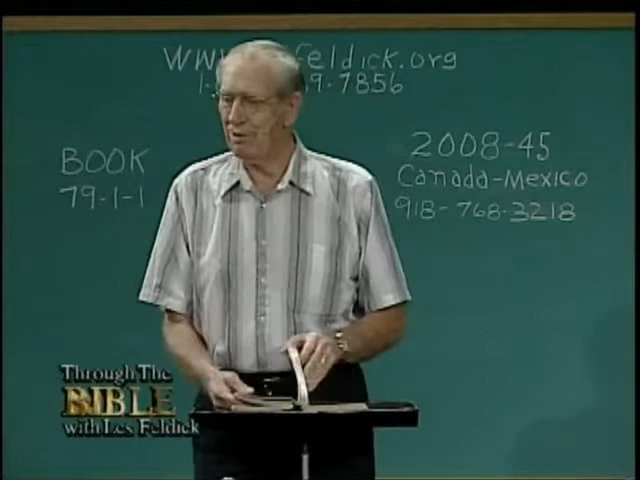 WWW feldick.org
9.7856
BOOK
79-1-1
2008-45
Canada-Mexico
918-768-3218
Through The
BIBLE
with Les Feldick